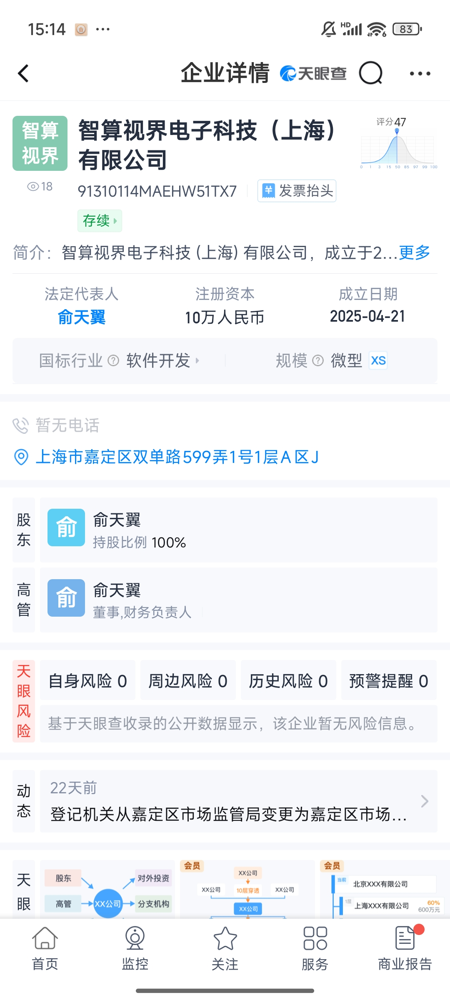 15:14
HD
6
83
企业详情
天眼查
智算
视界
智算视界电子科技（上海）
有限公司
评分47
0 1 3 15 50 85 97 99 100
18
91310114MAEHW51TX7
发票抬头
存续
简介：智算视界电子科技 (上海) 有限公司，成立于2...更多
法定代表人
注册资本
成立日期
俞天翼
10万人民币
2025-04-21
国标行业 ? 软件开发
规模 ? 微型 XS
暂无电话
上海市嘉定区双单路599弄1号1层A区J
股东
俞
俞天翼
持股比例 100%
高管
俞
俞天翼
董事,财务负责人
天眼风险
自身风险 0
周边风险 0
历史风险 0
预警提醒 0
基于天眼查收录的公开数据显示，该企业暂无风险信息。
动态
22天前
登记机关从嘉定区市场监管局变更为嘉定区市场...
天眼
股东
对外投资
高管
XX公司
分支机构
会员
XX公司
XX公司
10层穿透
XX公司
XX公司
会员
当前
北京XXX有限公司
1层
上海XXX有限公司
60%
600万元
首页
监控
关注
服务
商业报告